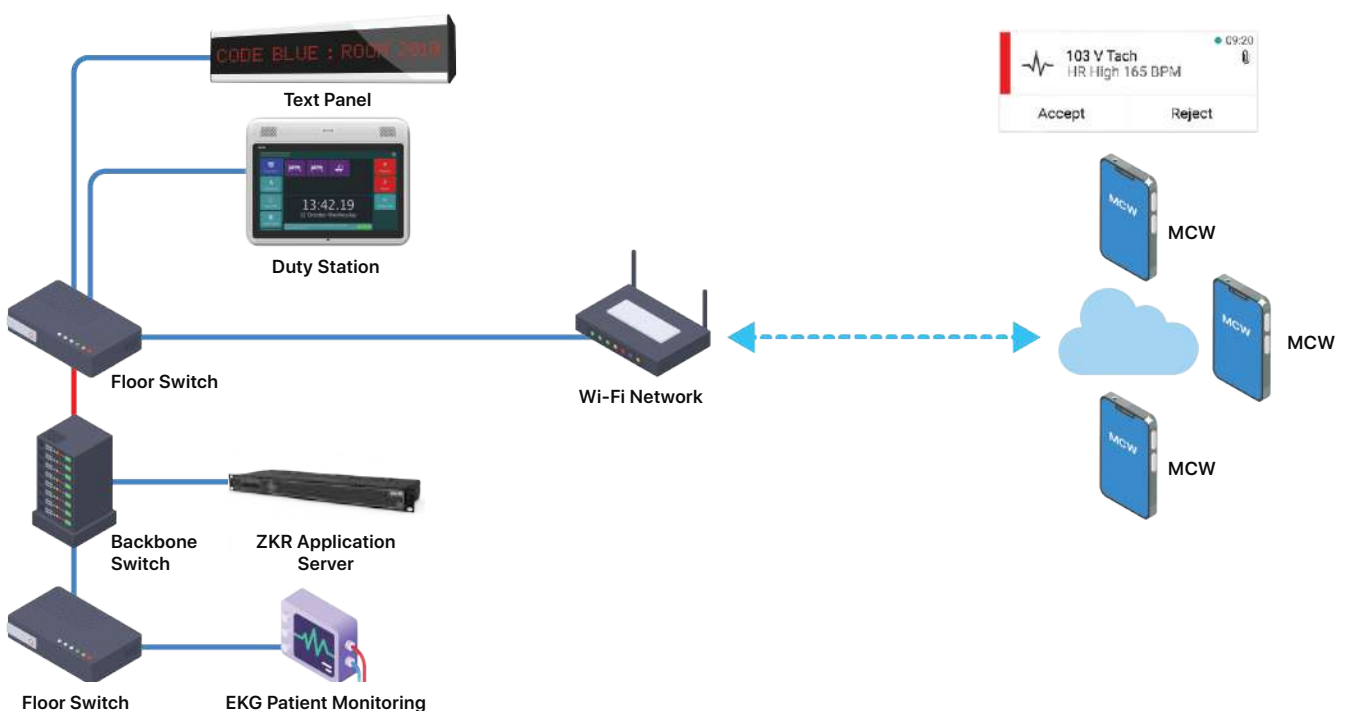 CODE BLUE : ROOM 2010
Text Panel
13:42.19
Duty Station
Floor Switch
Wi-Fi Network
Backbone
Switch
ZKR Application
Server
Floor Switch
EKG Patient Monitoring
09:20
103 V Tach
HR High 165 BPM
Accept
Reject
MCW
MCW
MCW
MCW
MCW
MCW